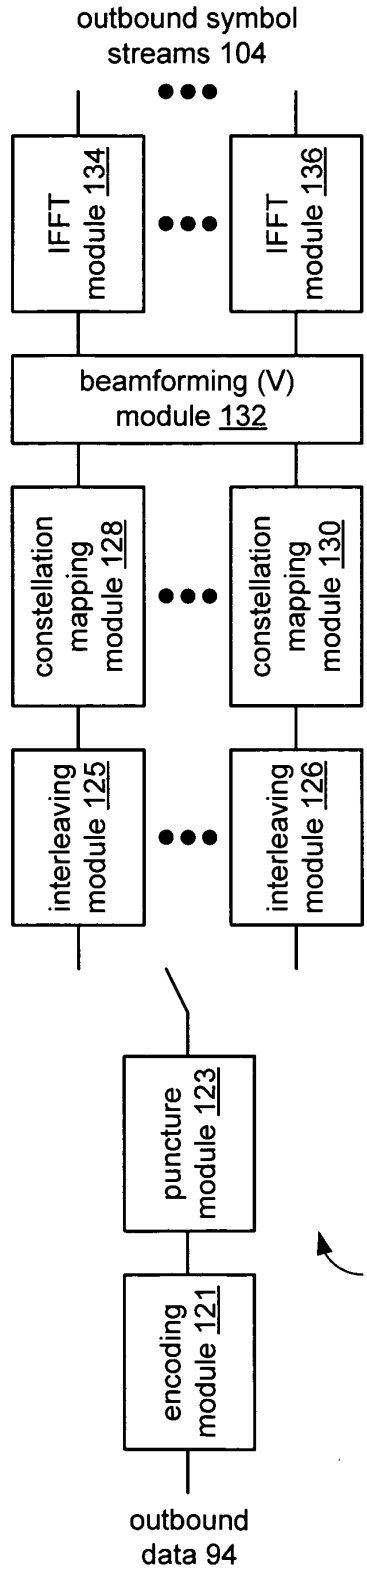 outbound symbol
streams 104
IFFT
module 134
IFFT
module 136
beamforming (V)
module 132
constellation
mapping
module 128
constellation
mapping
module 130
interleaving
module 125
interleaving
module 126
puncture
module 123
encoding
module 121
outbound
data 94